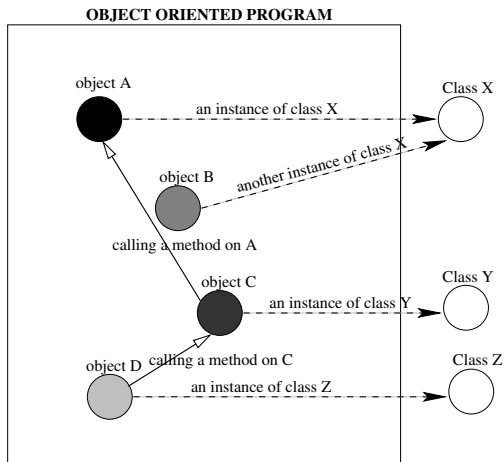 OBJECT ORIENTED PROGRAM
object A
Class X
an instance of class X
object B
another instance of class X
calling a method on A
object C
Class Y
an instance of class Y
object D
calling a method on C
Class Z
an instance of class Z